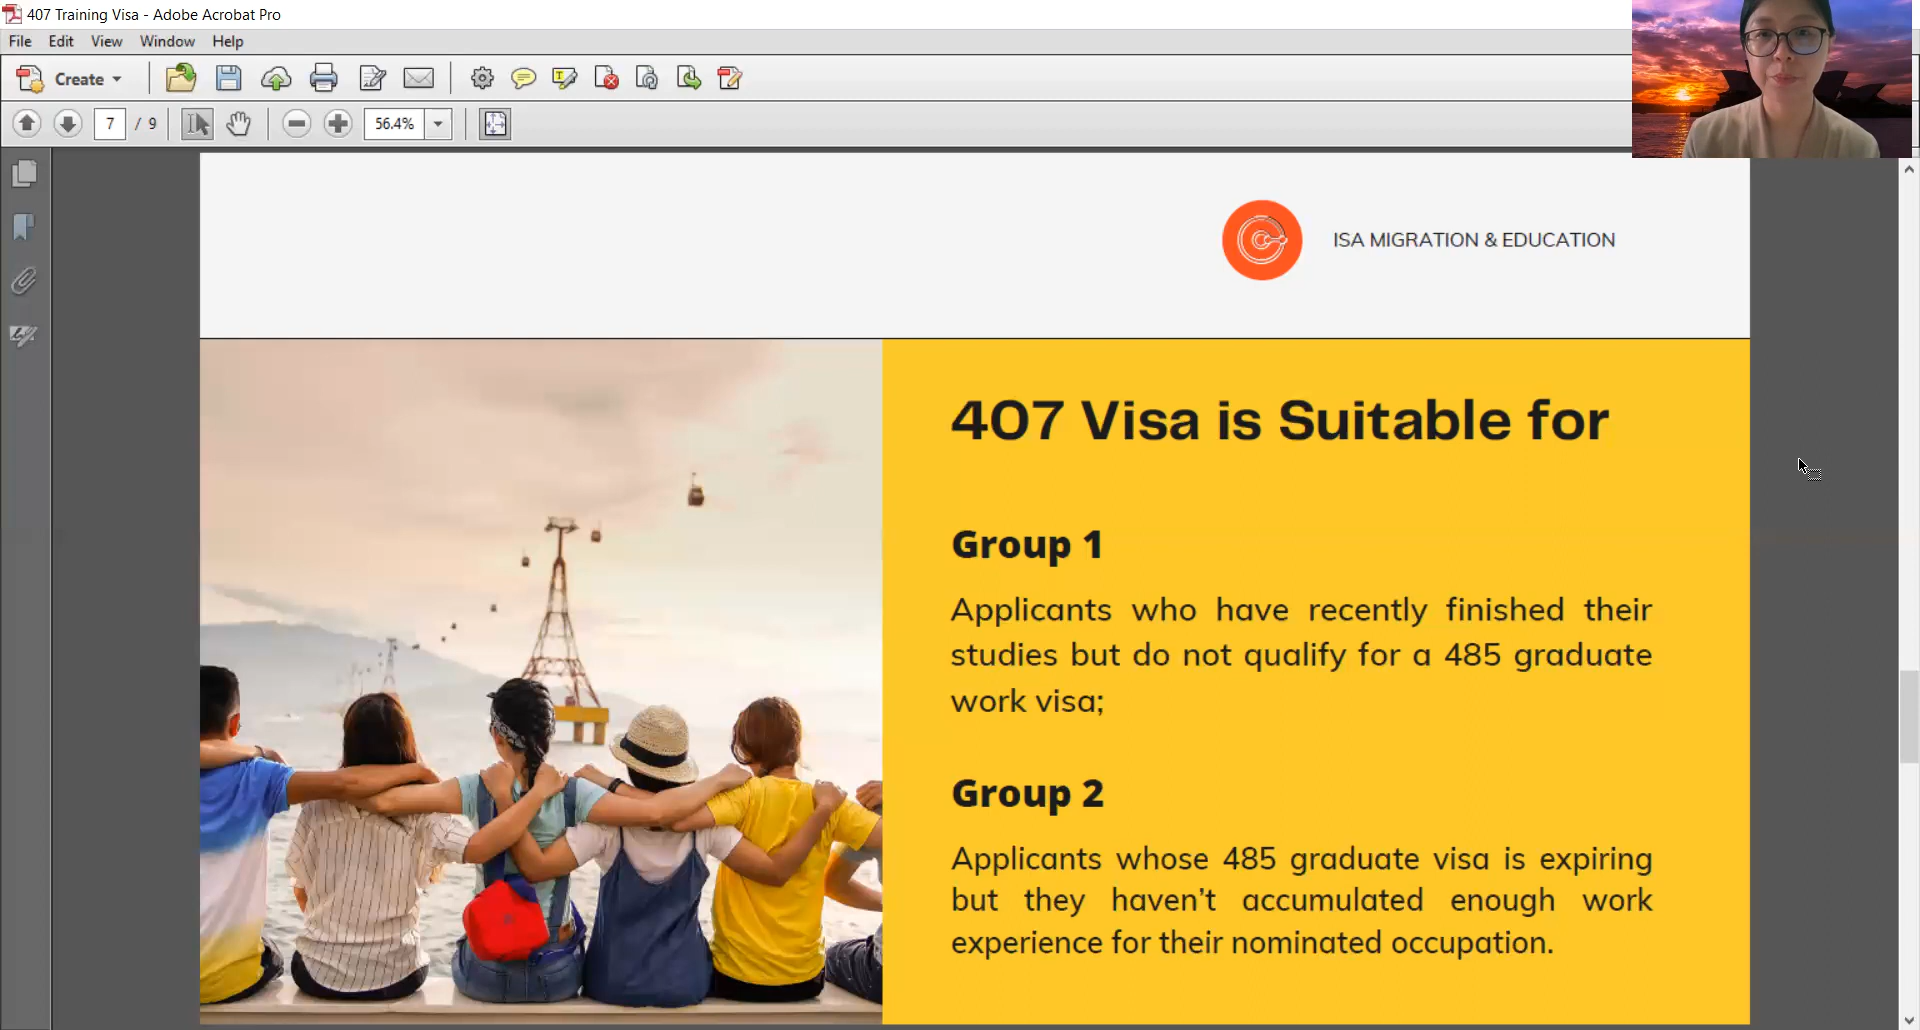 407 Training Visa - Adobe Acrobat Pro
File Edit View Window Help
Create
7 / 9 56.4%
ISA MIGRATION & EDUCATION
407 Visa is Suitable for
Group 1
Applicants who have recently finished their
studies but do not qualify for a 485 graduate
work visa;
Group 2
Applicants whose 485 graduate visa is expiring
but they haven't accumulated enough work
experience for their nominated occupation.